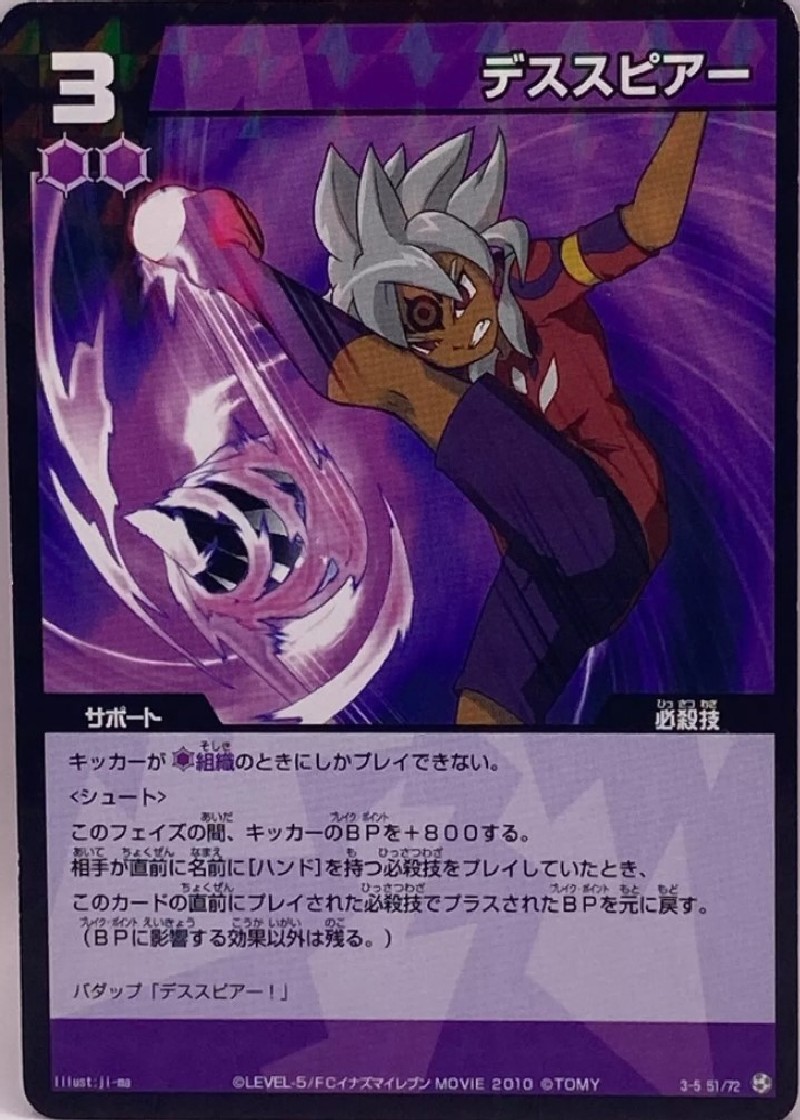 3
デススピアー
サポート
必殺技
キッカーが組織のときにしかプレイできない。
<シュート>
このフェイズの間、キッカーのBPを+800する。
相手が直前に名前に[ハンド]を持つ必殺技をプレイしていたとき、
このカードの直前にプレイされた必殺技でプラスされたBPを元に戻す。
(BPに影響する効果以外は残る。)
バダップ「デススピアー!」
illust:ji-ma
©LEVEL-5/FCイナズマイレブン MOVIE 2010 ©TOMY
3-5 51/72